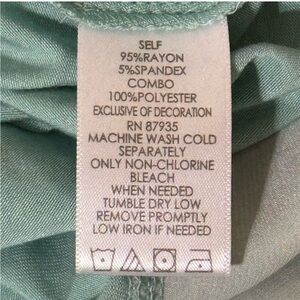 SELF
95%RAYON
5%SPANDEX
COMBO
100%POLYESTER
EXCLUSIVE OF DECORATION
RN 87935
MACHINE WASH COLD
SEPARATELY
ONLY NON-CHLORINE
BLEACH
WHEN NEEDED
TUMBLE DRY LOW
REMOVE PROMPTLY
LOW IRON IF NEEDED